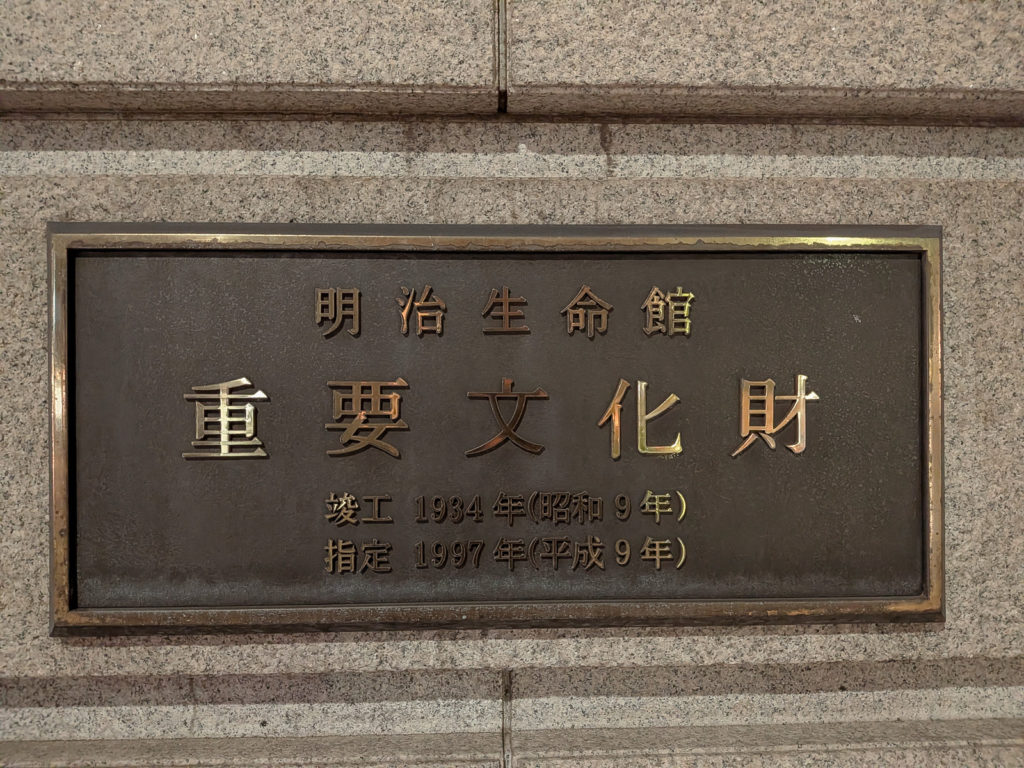 明治生命館
重要文化財
竣工 1934年(昭和9年)
指定 1997年(平成9年)